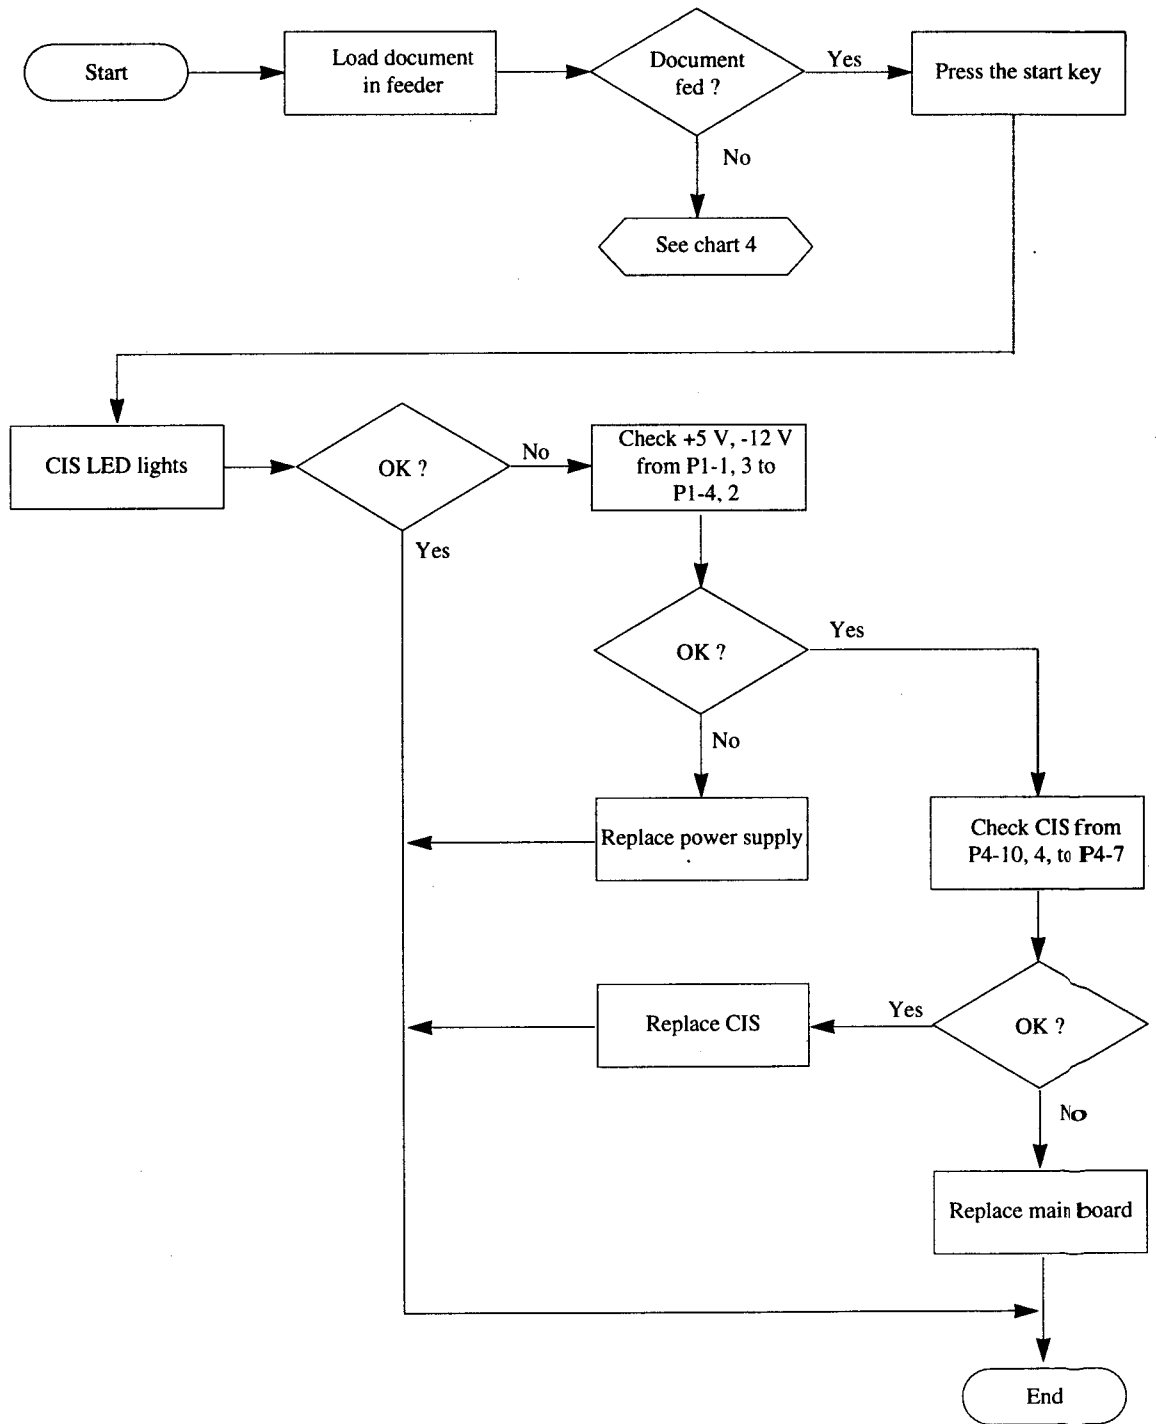 Start
Load document
in feeder
Document
fed ?
Yes
Press the start key
No
See chart 4
CIS LED lights
OK ?
No
Check +5 V, -12 V
from P1-1, 3 to
P1-4, 2
Yes
OK ?
Yes
No
Replace power supply
Check CIS from
P4-10, 4, to P4-7
Replace CIS
Yes
OK ?
No
Replace main board
End